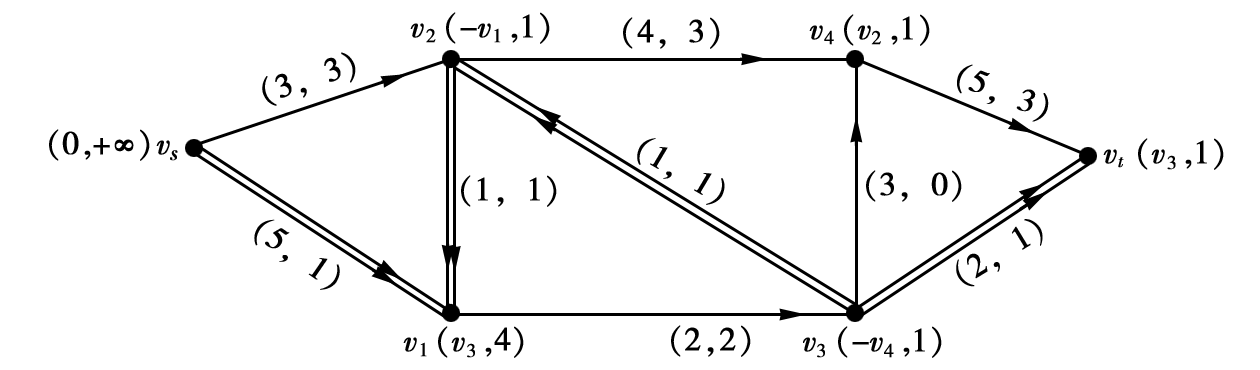 v₂(−v₁,1)
(4, 3)
v₄(v₂,1)
(3, 3)
(5, 3)
(0,+∞)vₛ
(1, 1)
(1, 1)
(3, 0)
vₜ(v₃,1)
(5, 1)
(2, 1)
v₁(v₃,4)
(2,2)
v₃(−v₄,1)